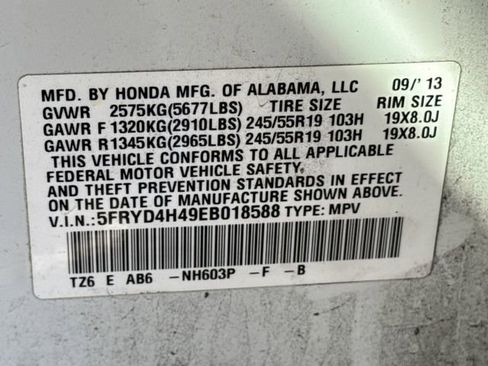 MFD. BY HONDA MFG. OF ALABAMA, LLC 09/'13
GVWR 2575KG(5677LBS) TIRE SIZE RIM SIZE
GAWR F 1320KG(2910LBS) 245/55R19 103H 19X8.0J
GAWR R 1345KG(2965LBS) 245/55R19 103H 19X8.0J
THIS VEHICLE CONFORMS TO ALL APPLICABLE
FEDERAL MOTOR VEHICLE SAFETY,
AND THEFT PREVENTION STANDARDS IN EFFECT
ON THE DATE OF MANUFACTURE SHOWN ABOVE.
V.I.N.: 5FRYD4H49EB018588 TYPE: MPV
TZ6 E AB6 -NH603P -F -B